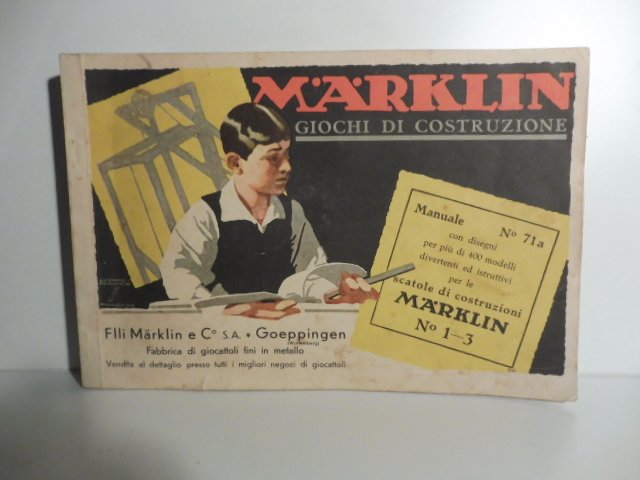 MÄRKLIN
GIOCHI DI COSTRUZIONE
Manuale No 71a
con disegni
per più di 400 modelli
divertenti ed istruttivi
per le
scatole di costruzioni
MÄRKLIN
No 1-3
Flli Märklin e Co S.A. • Goeppingen
(Württemberg)
Fabbrica di giocattoli fini in metallo
Vendita al dettaglio presso tutti i migliori negozi di giocattoli